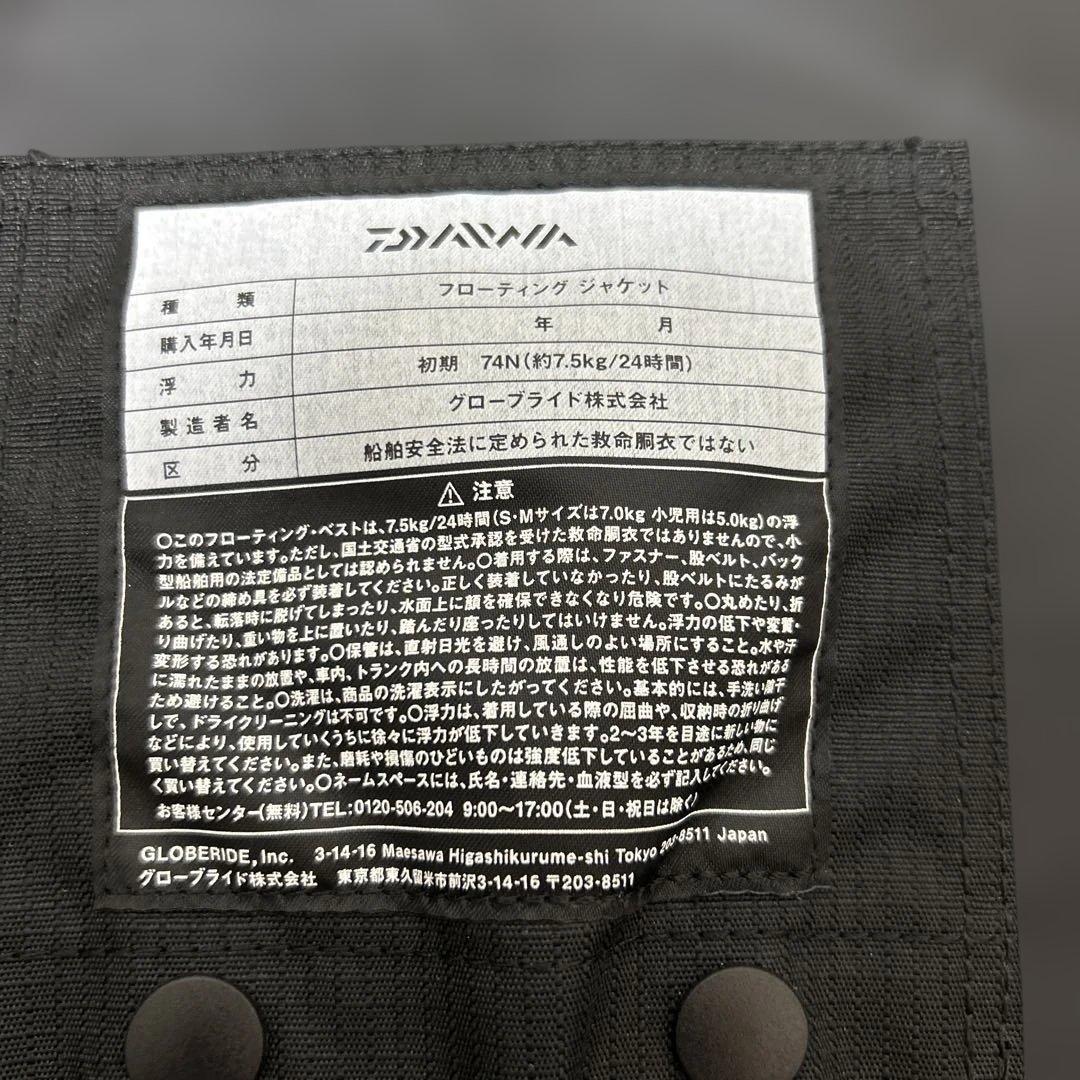 DAIWA
種類 フローティング ジャケット
購入年月日 年 月
浮力 初期 74N(約7.5kg/24時間)
製造者名 グローブライド株式会社
区分 船舶安全法に定められた救命胴衣ではない
⚠ 注意
○このフローティング・ベストは、7.5kg/24時間(S・Mサイズは7.0kg 小児用は5.0kg)の浮
力を備えています。ただし、国土交通省の型式承認を受けた救命胴衣ではありませんので、小
型船舶用の法定備品としては認められません。○着用する際は、ファスナー、股ベルト、バック
ルなどの締め具を必ず装着してください。正しく装着していなかったり、股ベルトにたるみが
あると、転落時に脱げてしまったり、水面上に顔を確保できなくなり危険です。○丸めたり、折
り曲げたり、重い物を上に置いたり、踏んだり座ったりしてはいけません。浮力の低下や変質・
変形する恐れがあります。○保管は、直射日光を避け、風通しのよい場所にすること。水や汗
に濡れたままの放置や、車内、トランク内への長時間の放置は、性能を低下させる恐れがある
ため避けること。○洗濯は、商品の洗濯表示にしたがってください。基本的には、手洗い陰干
しで、ドライクリーニングは不可です。○浮力は、着用している際の屈曲や、収納時の折り曲げ
などにより、使用していくうちに徐々に浮力が低下していきます。2〜3年を目途に新しい物に
買い替えてください。また、磨耗や損傷のひどいものは強度低下していることがあるため、同じ
く買い替えてください。○ネームスペースには、氏名・連絡先・血液型を必ず記入してください。
お客様センター(無料)TEL:0120-506-204 9:00〜17:00(土・日・祝日は除く)
GLOBERIDE, Inc. 3-14-16 Maesawa Higashikurume-shi Tokyo 203-8511 Japan
グローブライド株式会社 東京都東久留米市前沢3-14-16 〒203-8511